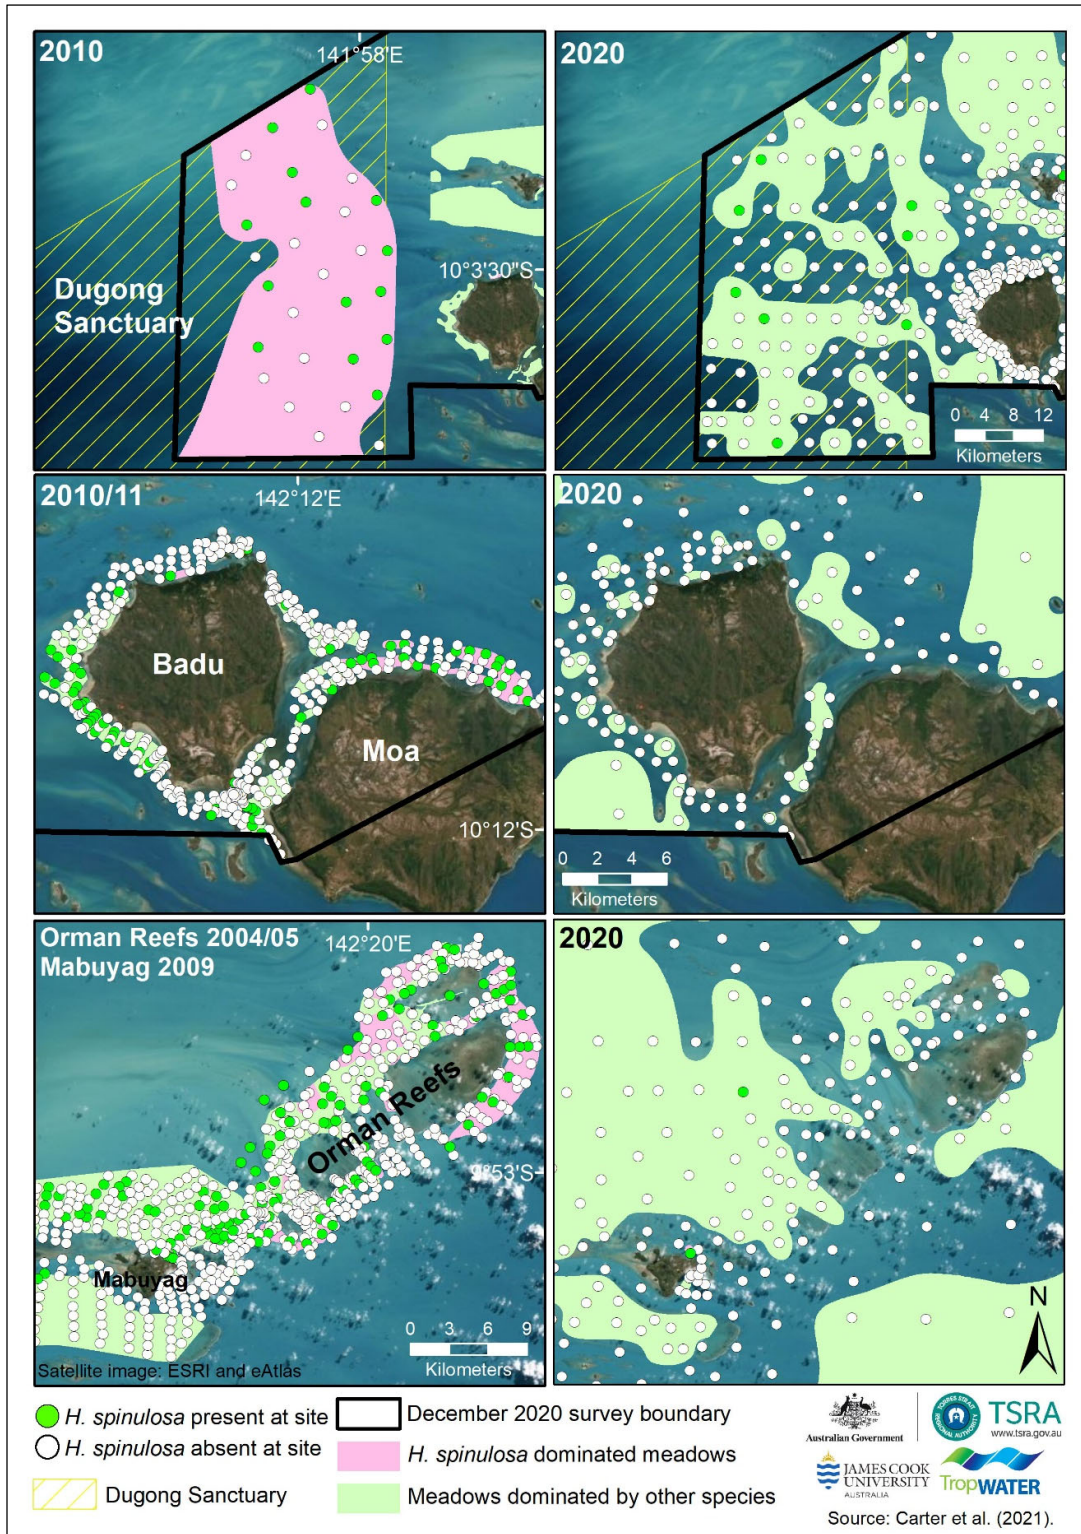 2010
141°58'E
10°3'30"S
Dugong
Sanctuary
2020
0 4 8 12
Kilometers
2010/11
142°12'E
Badu
Moa
10°12'S
2020
0 2 4 6
Kilometers
Orman Reefs 2004/05
Mabuyag 2009
142°20'E
Orman Reefs
9°53'S
Mabuyag
0 3 6 9
Kilometers
Satellite image: ESRI and eAtlas
2020
N
H. spinulosa present at site
H. spinulosa absent at site
Dugong Sanctuary
December 2020 survey boundary
H. spinulosa dominated meadows
Meadows dominated by other species
Australian Government
TORRES STRAIT
REGIONAL AUTHORITY
TSRA
www.tsra.gov.au
JAMES COOK
UNIVERSITY
AUSTRALIA
TropWATER
Source: Carter et al. (2021).